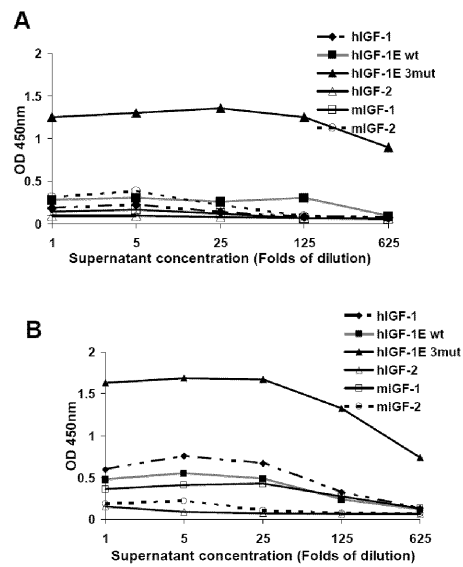 A
hIGF-1
hIGF-1E wt
hIGF-1E 3mut
hIGF-2
mIGF-1
mIGF-2
2
1.5
1
0.5
0
OD 450nm
1 5 25 125 625
Supernatant concentration (Folds of dilution)
B
hIGF-1
hIGF-1E wt
hIGF-1E 3mut
hIGF-2
mIGF-1
mIGF-2
2
1.5
1
0.5
0
OD 450nm
1 5 25 125 625
Supernatant concentration (Folds of dilution)